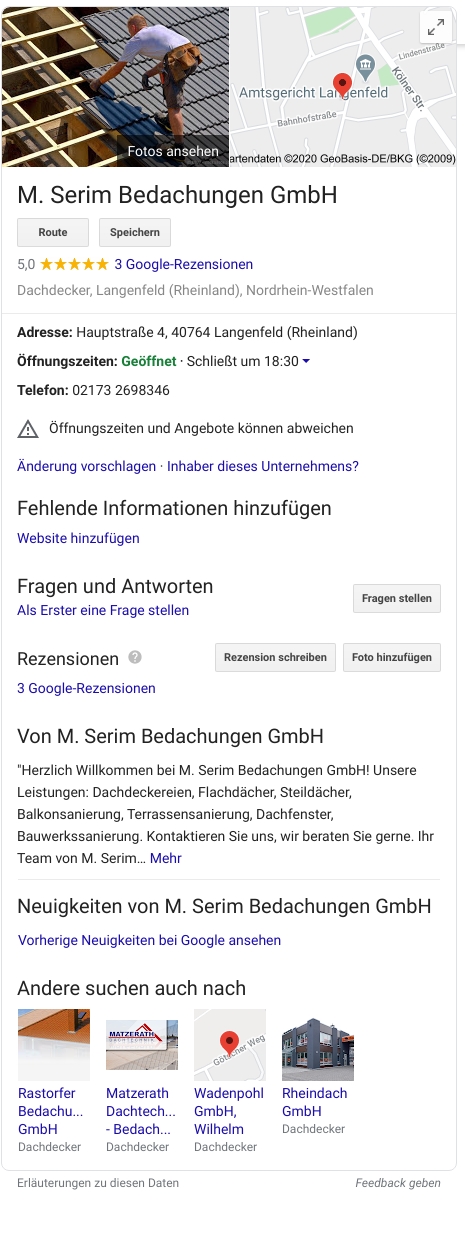 Fotos ansehen
Amtsgericht Langenfeld
Lindenstraße
Kölner Str.
Bahnhofstraße
artendaten ©2020 GeoBasis-DE/BKG (©2009)
M. Serim Bedachungen GmbH
Route Speichern
5,0 ★★★★★ 3 Google-Rezensionen
Dachdecker, Langenfeld (Rheinland), Nordrhein-Westfalen
Adresse: Hauptstraße 4, 40764 Langenfeld (Rheinland)
Öffnungszeiten: Geöffnet · Schließt um 18:30
Telefon: 02173 2698346
Öffnungszeiten und Angebote können abweichen
Änderung vorschlagen · Inhaber dieses Unternehmens?
Fehlende Informationen hinzufügen
Website hinzufügen
Fragen und Antworten
Als Erster eine Frage stellen
Fragen stellen
Rezensionen ?
Rezension schreiben Foto hinzufügen
3 Google-Rezensionen
Von M. Serim Bedachungen GmbH
"Herzlich Willkommen bei M. Serim Bedachungen GmbH! Unsere
Leistungen: Dachdeckereien, Flachdächer, Steildächer,
Balkonsanierung, Terrassensanierung, Dachfenster,
Bauwerkssanierung. Kontaktieren Sie uns, wir beraten Sie gerne. Ihr
Team von M. Serim… Mehr
Neuigkeiten von M. Serim Bedachungen GmbH
Vorherige Neuigkeiten bei Google ansehen
Andere suchen auch nach
MATZERATH
DACHTECHNIK
Götscher Weg
Rastorfer
Bedachu...
GmbH
Dachdecker
Matzerath
Dachtech...
- Bedach...
Dachdecker
Wadenpohl
GmbH,
Wilhelm
Dachdecker
Rheindach
GmbH
Dachdecker
Erläuterungen zu diesen Daten
Feedback geben